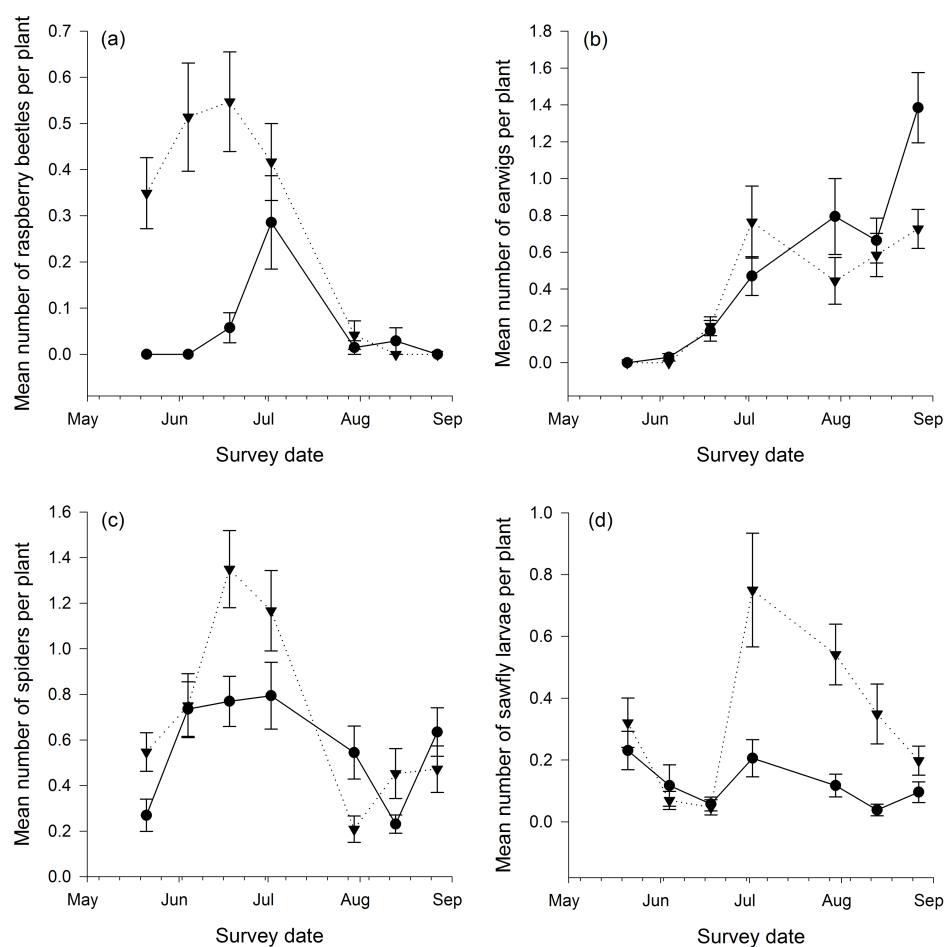 (a)
Mean number of raspberry beetles per plant
0.7
0.6
0.5
0.4
0.3
0.2
0.1
0.0
May Jun Jul Aug Sep
Survey date
(b)
Mean number of earwigs per plant
1.8
1.6
1.4
1.2
1.0
0.8
0.6
0.4
0.2
0.0
May Jun Jul Aug Sep
Survey date
(c)
Mean number of spiders per plant
1.6
1.4
1.2
1.0
0.8
0.6
0.4
0.2
0.0
May Jun Jul Aug Sep
Survey date
(d)
Mean number of sawfly larvae per plant
1.0
0.8
0.6
0.4
0.2
0.0
May Jun Jul Aug Sep
Survey date